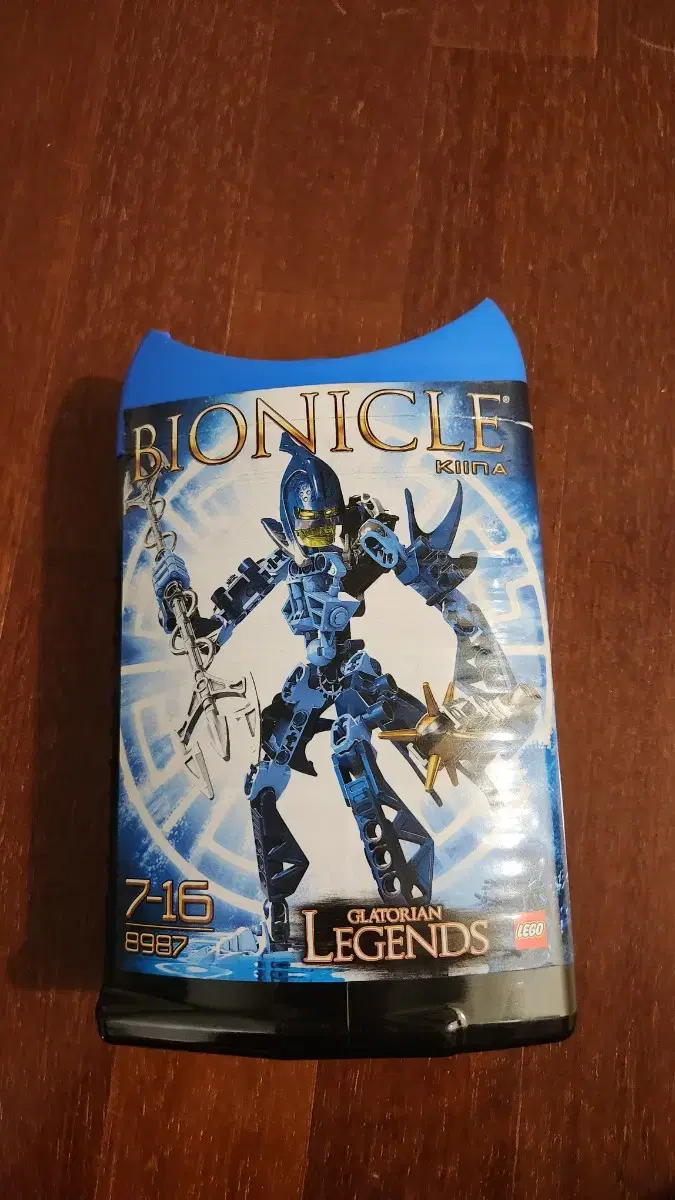 BIONICLE®
KIINA
7-16
8987
GLATORIAN
LEGENDS
LEGO